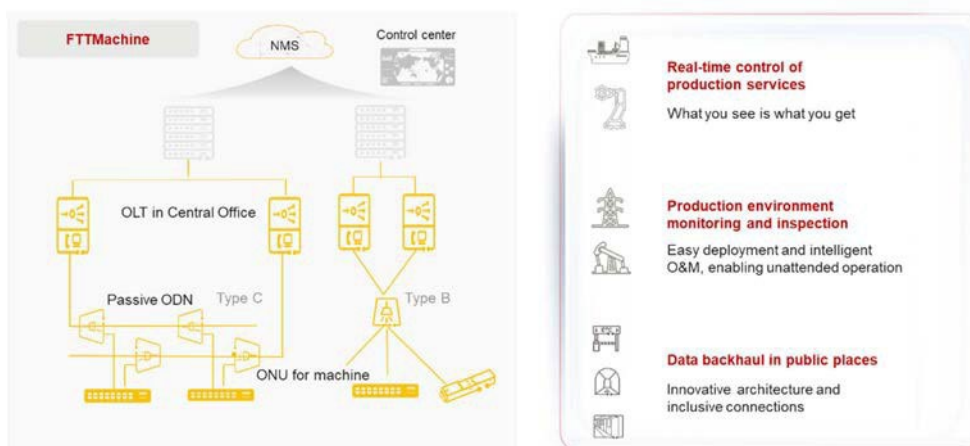 FTTMachine
NMS
Control center
OLT in Central Office
Passive ODN
Type C
Type B
ONU for machine
Real-time control of
production services
What you see is what you get
Production environment
monitoring and inspection
Easy deployment and intelligent
O&M, enabling unattended operation
Data backhaul in public places
Innovative architecture and
inclusive connections